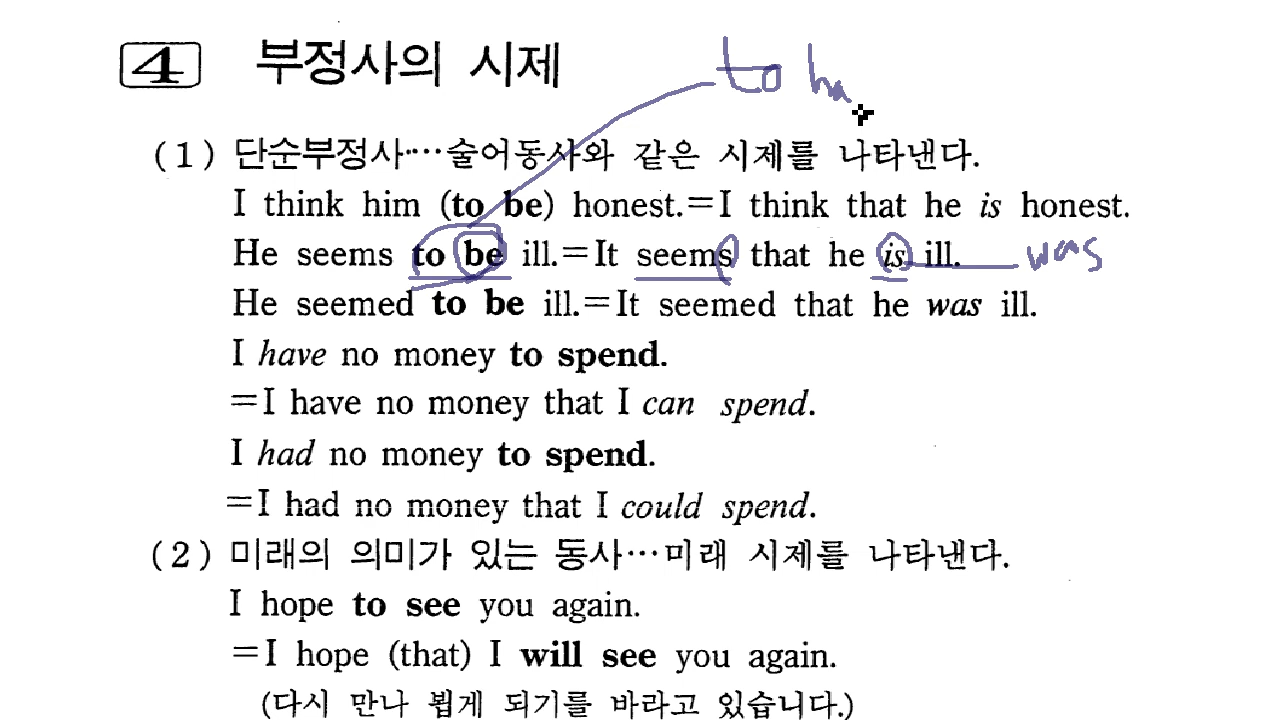 4 부정사의 시제
to ha
(1) 단순부정사…술어동사와 같은 시제를 나타낸다.
I think him (to be) honest.=I think that he is honest.
He seems to be ill.=It seems that he is ill. was
He seemed to be ill.=It seemed that he was ill.
I have no money to spend.
=I have no money that I can spend.
I had no money to spend.
=I had no money that I could spend.
(2) 미래의 의미가 있는 동사…미래 시제를 나타낸다.
I hope to see you again.
=I hope (that) I will see you again.
(다시 만나 뵙게 되기를 바라고 있습니다.)